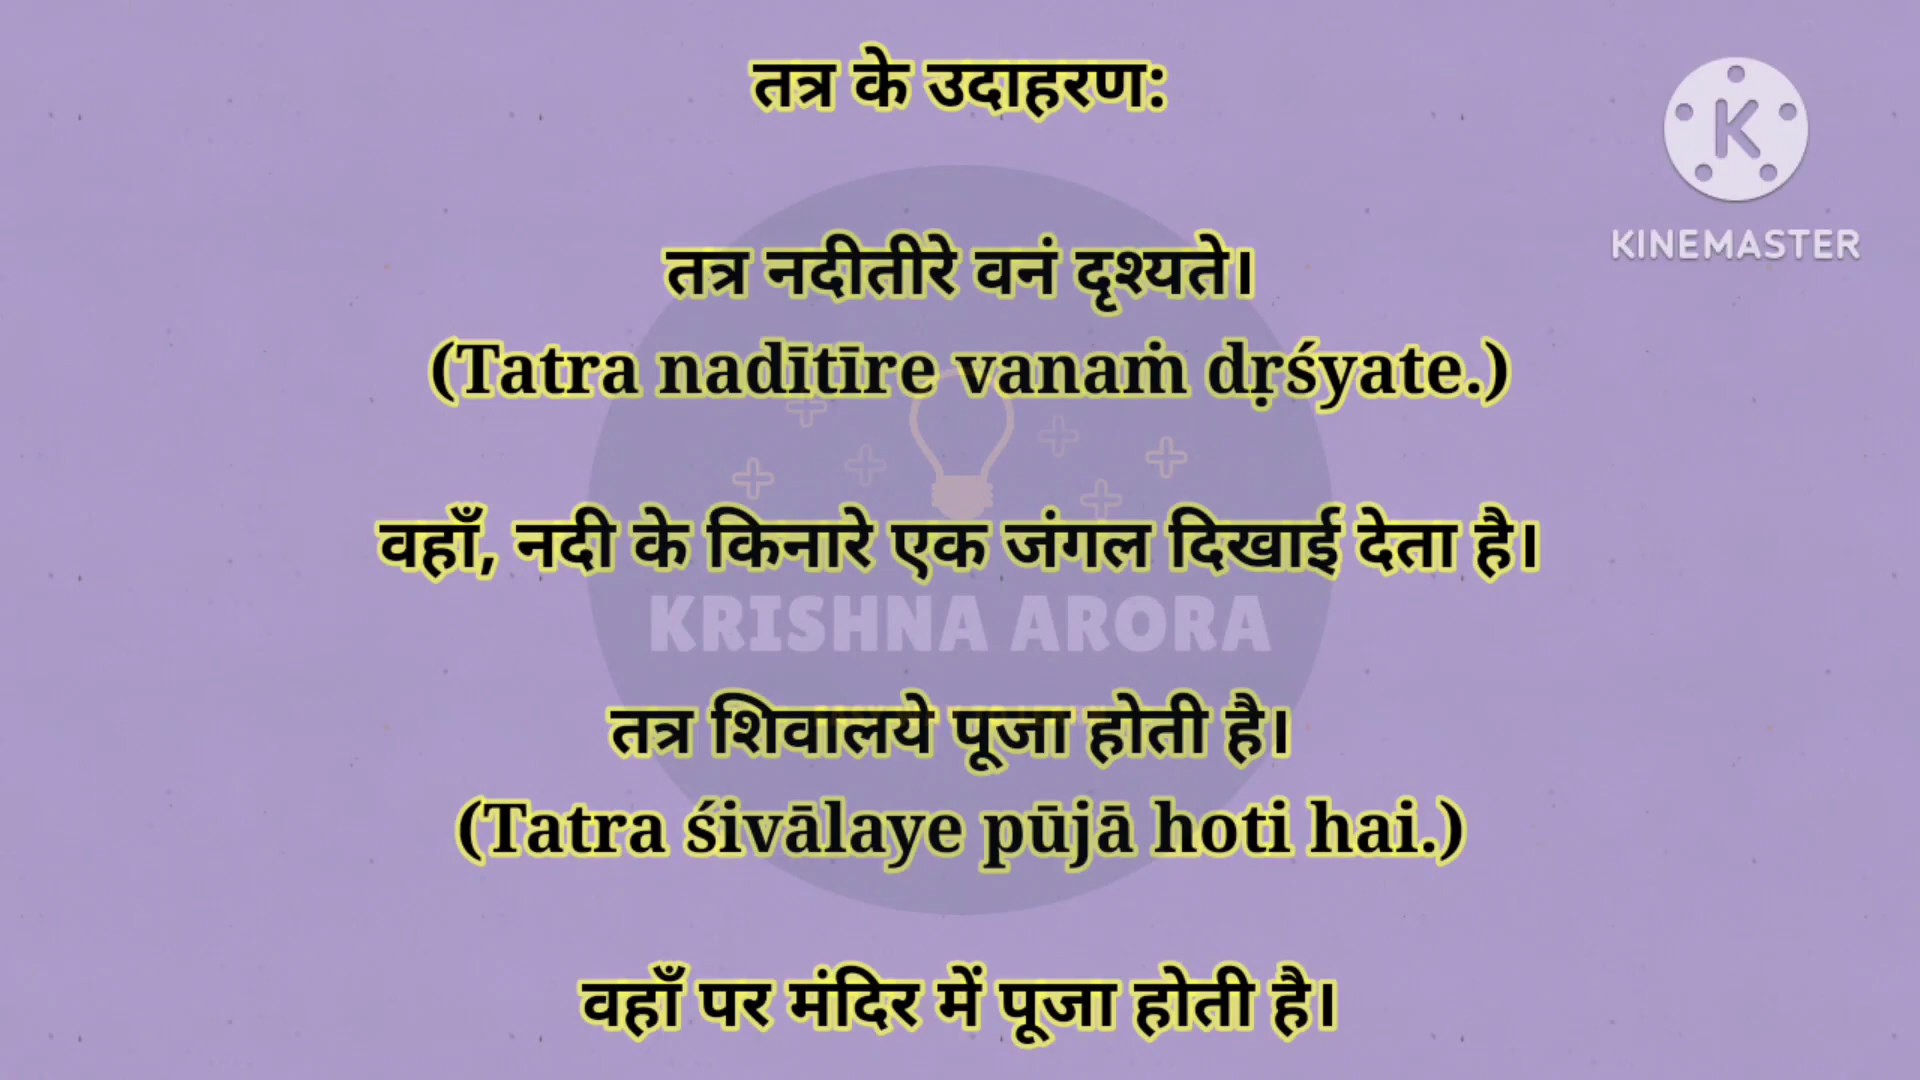 तत्र के उदाहरण:
KINEMASTER
तत्र नदीतीरे वनं दृश्यते।
(Tatra nadītīre vanaṁ dṛśyate.)
वहाँ, नदी के किनारे एक जंगल दिखाई देता है।
KRISHNA ARORA
तत्र शिवालये पूजा होती है।
(Tatra śivālaye pūjā hoti hai.)
वहाँ पर मंदिर में पूजा होती है।